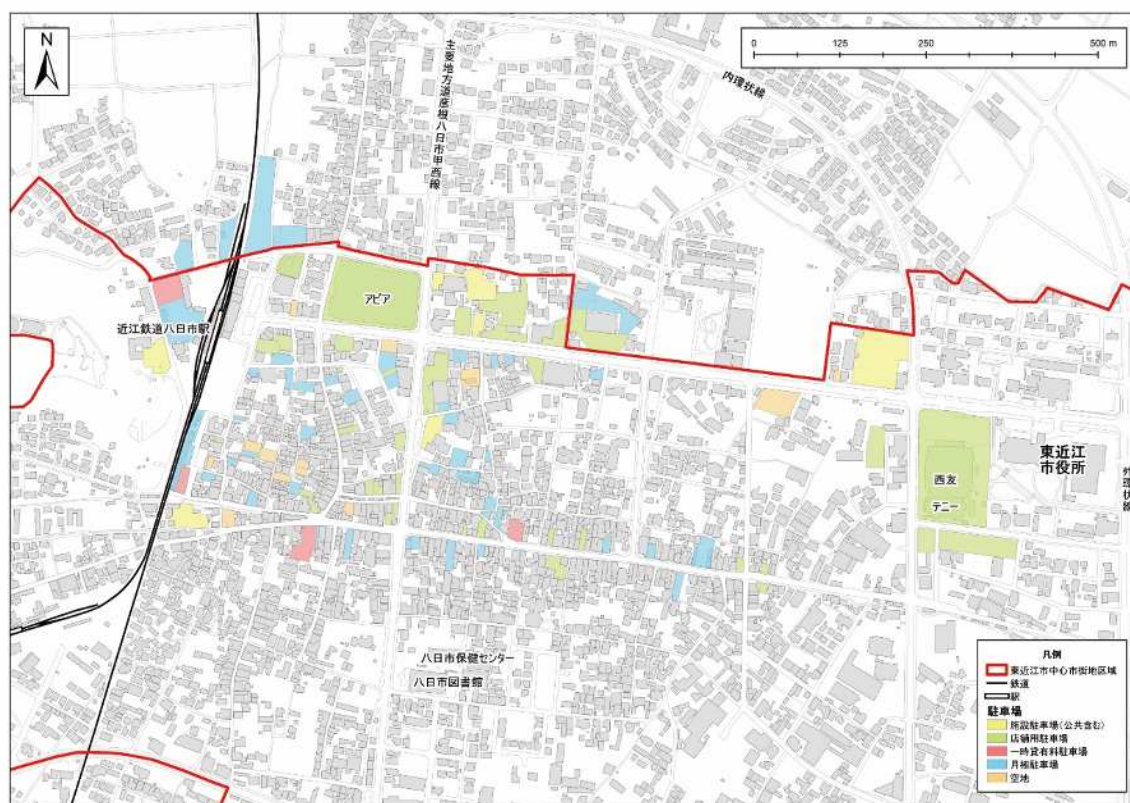 N
0 125 250 500 m
主要地方道彦根八日市甲西線
内環状線
アピア
近江鉄道八日市駅
東近江
市役所
西友
テニー
外環状線
八日市保健センター
八日市図書館
凡例
東近江市中心市街地区域
鉄道
駅
駐車場
施設駐車場(公共含む)
店舗用駐車場
一時貸有料駐車場
月極駐車場
空地